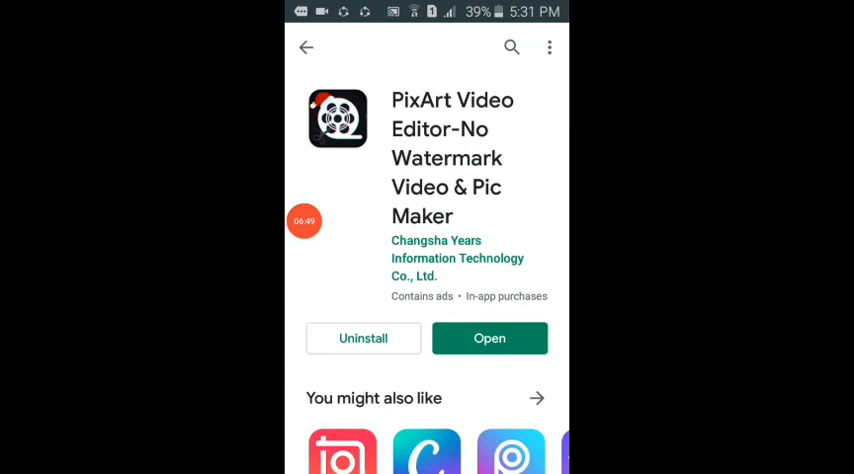 1 39% 5:31 PM
PixArt Video
Editor-No
Watermark
Video & Pic
Maker
06:49
Changsha Years
Information Technology
Co., Ltd.
Contains ads • In-app purchases
Uninstall Open
You might also like